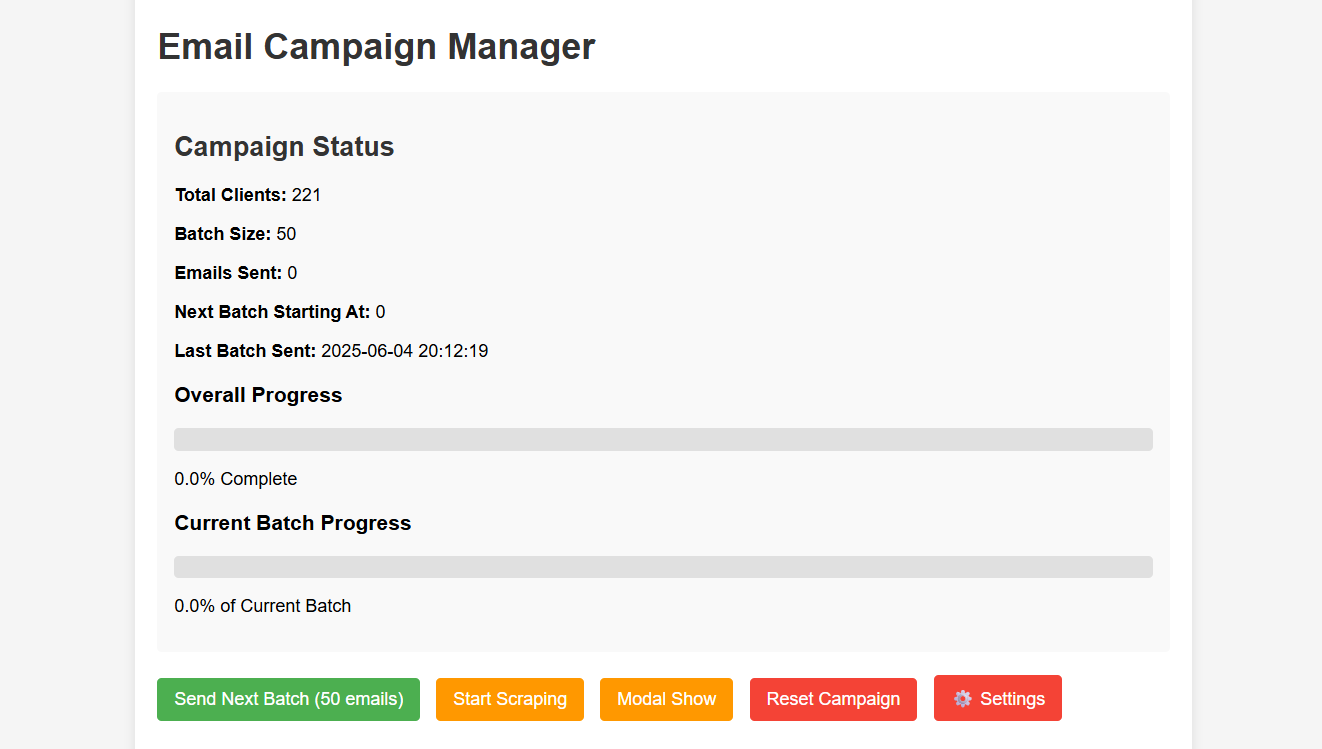 Email Campaign Manager
Campaign Status
Total Clients: 221
Batch Size: 50
Emails Sent: 0
Next Batch Starting At: 0
Last Batch Sent: 2025-06-04 20:12:19
Overall Progress
0.0% Complete
Current Batch Progress
0.0% of Current Batch
Send Next Batch (50 emails) Start Scraping Modal Show Reset Campaign ⚙️ Settings